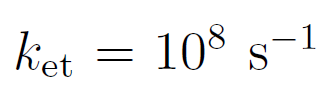 k_et = 10^8 s^−1